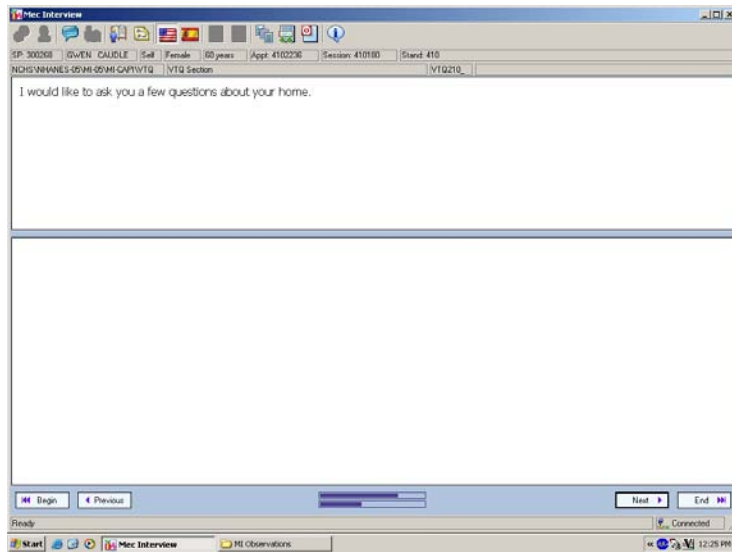 Mec Interview
SP: 300268 GWEN CAUDLE Self Female 60 years Appt: 4102236 Session: 410180 Stand: 410
NCHS\NHANES-05\MI-05\MI-CAPI\VTQ VTQ Section VTQ210_
I would like to ask you a few questions about your home.
Begin Previous Next End
Ready Connected
Start Mec Interview MI Observations 12:25 PM